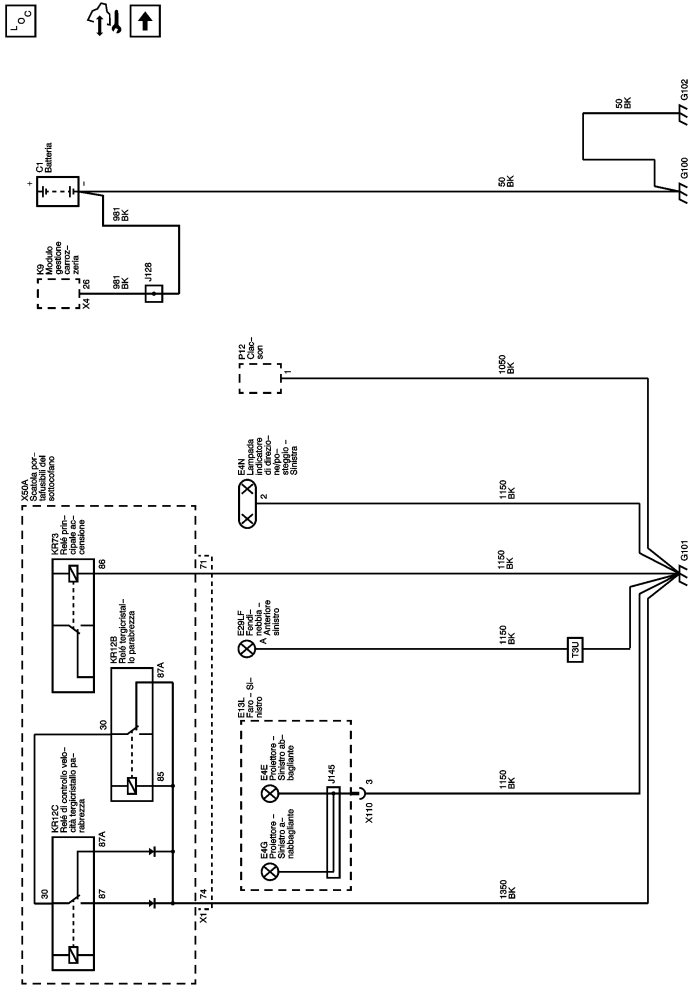 LOC
C1
Batteria
+
-
50
BK
G102
50
BK
G100
981
BK
K9
Modulo
gestione
carroz-
zeria
26
X4
981
BK
J128
P12
Clac-
son
1
1050
BK
E4N
Lampada
indicatore
di direzio-
ne/po-
steggio -
Sinistra
2
1150
BK
X50A
Scatola por-
tafusibili del
sottocofano
KR73
Relè prin-
cipale ac-
censione
86
71
1150
BK
G101
KR12B
Relè tergicristal-
lo parabrezza
87A
30
85
E29LF
Fendi-
nebbia -
Anteriore
sinistro
A
1150
BK
T3U
E13L
Faro - Si-
nistro
E4E
Proiettore -
Sinistro ab-
bagliante
J145
3
X110
1150
BK
E4G
Proiettore -
Sinistro a-
nabbagliante
KR12C
Relè di controllo velo-
cità tergicristallo pa-
rabrezza
87A
30
87
74
X1
1350
BK